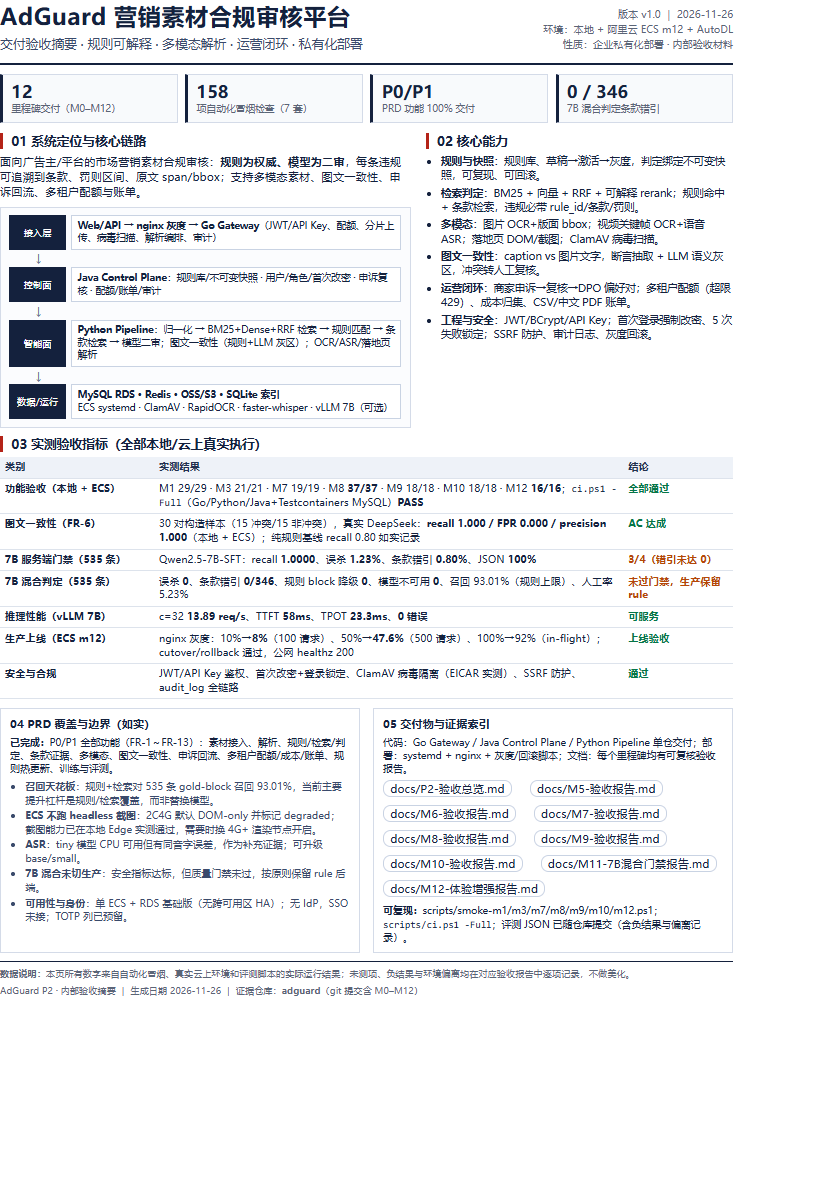 AdGuard 营销素材合规审核平台
交付验收摘要 · 规则可解释 · 多模态解析 · 运营闭环 · 私有化部署
版本 v1.0 | 2026-11-26
环境：本地 + 阿里云 ECS m12 + AutoDL
性质：企业私有化部署 · 内部验收材料
12
里程碑交付（M0–M12）
158
项自动化冒烟检查（7 套）
P0/P1
PRD 功能 100% 交付
0 / 346
7B 混合判定条款错引
01 系统定位与核心链路
面向广告主/平台的市场营销素材合规审核：规则为权威、模型为二审，每条违规
可追溯到条款、罚则区间、原文 span/bbox；支持多模态素材、图文一致性、申
诉回流、多租户配额与账单。
接入层
Web/API → nginx 灰度 → Go Gateway（JWT/API Key、配额、分片上
传、病毒扫描、解析编排、审计）
↓
控制面
Java Control Plane：规则库/不可变快照 · 用户/角色/首次改密 · 申诉复
核 · 配额/账单/审计
↓
智能面
Python Pipeline：归一化 → BM25+Dense+RRF 检索 → 规则匹配 → 条
款检索 → 模型二审；图文一致性（规则+LLM 灰区）；OCR/ASR/落地页
解析
↓
数据/运行
MySQL RDS • Redis • OSS/S3 • SQLite 索引
ECS systemd · ClamAV · RapidOCR · faster-whisper · vLLM 7B（可选）
02 核心能力
• 规则与快照：规则库、草稿→激活→灰度，判定绑定不可变快
照，可复现、可回滚。
• 检索判定：BM25 + 向量 + RRF + 可解释 rerank；规则命中
+ 条款检索，违规必带 rule_id/条款/罚则。
• 多模态：图片 OCR+版面 bbox；视频关键帧 OCR+语音
ASR；落地页 DOM/截图；ClamAV 病毒扫描。
• 图文一致性：caption vs 图片文字，断言抽取 + LLM 语义灰
区，冲突转人工复核。
• 运营闭环：商家申诉→复核→DPO 偏好对；多租户配额（超限
429）、成本归集、CSV/中文 PDF 账单。
• 工程与安全：JWT/BCrypt/API Key；首次登录强制改密、5 次
失败锁定；SSRF 防护、审计日志、灰度回滚。
03 实测验收指标（全部本地/云上真实执行）
类别 实测结果 结论
功能验收（本地 + ECS） M1 29/29 · M3 21/21 · M7 19/19 · M8 37/37 · M9 18/18 · M10 18/18 · M12 16/16；ci.ps1 - 全部通过
Full（Go/Python/Java+Testcontainers MySQL）PASS
图文一致性（FR-6） 30 对构造样本（15 冲突/15 非冲突），真实 DeepSeek：recall 1.000 / FPR 0.000 / precision AC 达成
1.000（本地 + ECS）；纯规则基线 recall 0.80 如实记录
7B 服务端门禁（535 条） Qwen2.5-7B-SFT：recall 1.0000、误杀 1.23%、条款错引 0.80%、JSON 100% 3/4（错引未达 0）
7B 混合判定（535 条） 误杀 0、条款错引 0/346、规则 block 降级 0、模型不可用 0、召回 93.01%（规则上限）、人工率 未过门禁，生产保留
5.23% rule
推理性能（vLLM 7B） c=32 13.89 req/s、TTFT 58ms、TPOT 23.3ms、0 错误 可服务
生产上线（ECS m12） nginx 灰度：10%→8%（100 请求）、50%→47.6%（500 请求）、100%→92%（in-flight）； 上线验收
cutover/rollback 通过，公网 healthz 200
安全与合规 JWT/API Key 鉴权、首次改密+登录锁定、ClamAV 病毒隔离（EICAR 实测）、SSRF 防护、 通过
audit_log 全链路
04 PRD 覆盖与边界（如实）
已完成：P0/P1 全部功能（FR-1～FR-13）：素材接入、解析、规则/检索/判
定、条款证据、多模态、图文一致性、申诉回流、多租户配额/成本/账单、规
则热更新、训练与评测。
• 召回天花板：规则+检索对 535 条 gold-block 召回 93.01%，当前主要
提升杠杆是规则/检索覆盖，而非替换模型。
• ECS 不跑 headless 截图：2C4G 默认 DOM-only 并标记 degraded；
截图能力已在本地 Edge 实测通过，需要时换 4G+ 渲染节点开启。
• ASR：tiny 模型 CPU 可用但有同音字误差，作为补充证据；可升级
base/small。
• 7B 混合未切生产：安全指标达标，但质量门禁未过，按原则保留 rule 后
端。
• 可用性与身份：单 ECS + RDS 基础版（无跨可用区 HA）；无 IdP，SSO
未接；TOTP 列已预留。
05 交付物与证据索引
代码：Go Gateway / Java Control Plane / Python Pipeline 单仓交付；部
署：systemd + nginx + 灰度/回滚脚本；文档：每个里程碑均有可复核验收
报告。
docs/P2-验收总览.md docs/M5-验收报告.md
docs/M6-验收报告.md docs/M7-验收报告.md
docs/M8-验收报告.md docs/M9-验收报告.md
docs/M10-验收报告.md docs/M11-7B混合门禁报告.md
docs/M12-体验增强报告.md
可复现：scripts/smoke-m1/m3/m7/m8/m9/m10/m12.ps1；
scripts/ci.ps1 -Full；评测 JSON 已随仓库提交（含负结果与偏离记
录）。
数据说明：本页所有数字来自自动化冒烟、真实云上环境和评测脚本的实际运行结果；未测项、负结果与环境偏离均在对应验收报告中逐项记录，不做美化。
AdGuard P2 · 内部验收摘要 | 生成日期 2026-11-26 | 证据仓库：adguard（git 提交含 M0–M12）